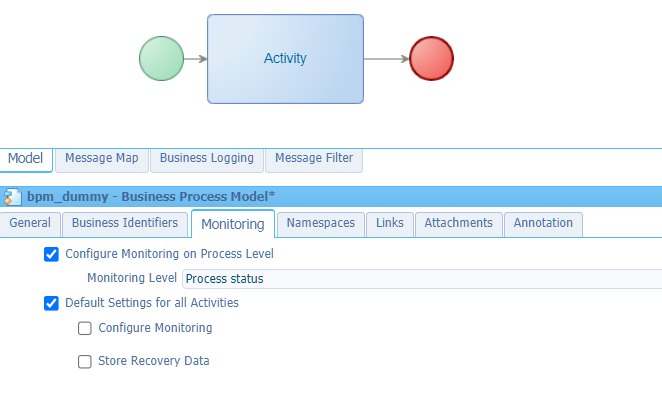 Activity
Model Message Map Business Logging Message Filter
bpm_dummy - Business Process Model*
General Business Identifiers Monitoring Namespaces Links Attachments Annotation
Configure Monitoring on Process Level
Monitoring Level Process status
Default Settings for all Activities
Configure Monitoring
Store Recovery Data